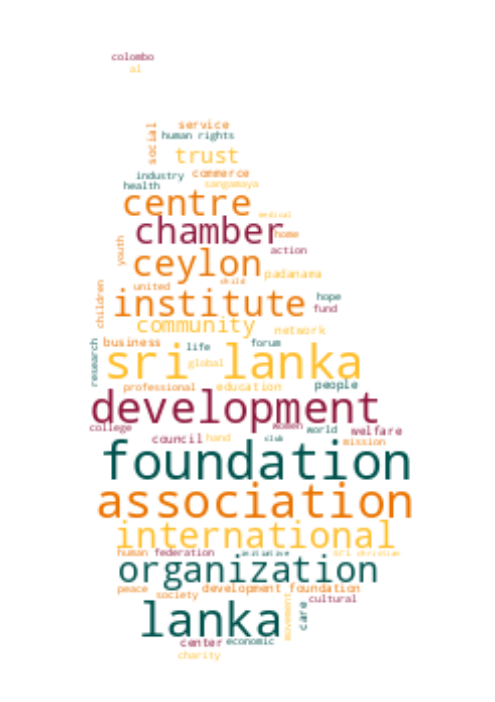 colombo
al
service
social
human rights
trust
industry commerce
health sangamaya
centre
medical
chamber
home
youth
action
ceylon
padanama
child
united
children
institute
hope
fund
community
network
business
life
forum
research
sri lanka
global
professional education people
development
college
women
world
welfare
council
hand
club
mission
foundation
association
international
human federation
initiative
christian
organization
peace
society
development foundation
cultural
lanka
movement
care
center
economic
charity